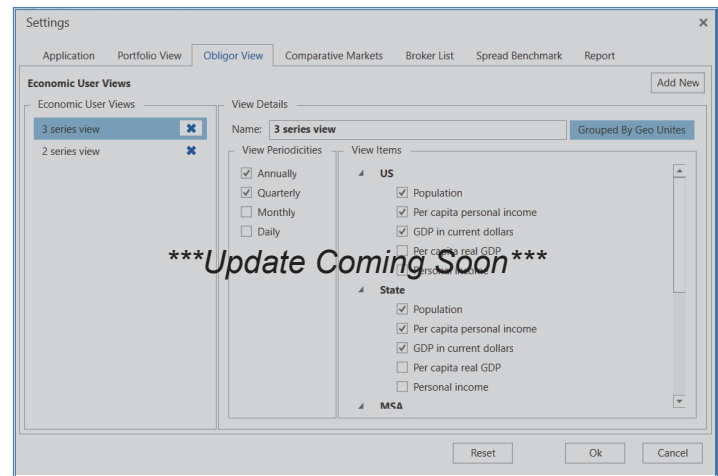 Settings
Application Portfolio View Obligor View Comparative Markets Broker List Spread Benchmark Report
Economic User Views Add New
Economic User Views View Details
3 series view Name: 3 series view Grouped By Geo Unites
2 series view View Periodicities View Items
Annually US
Quarterly Population
Monthly Per capita personal income
Daily GDP in current dollars
Per capita real GDP
***Update Coming Soon***
Personal income
State
Population
Per capita personal income
GDP in current dollars
Per capita real GDP
Personal income
MSA
Reset Ok Cancel